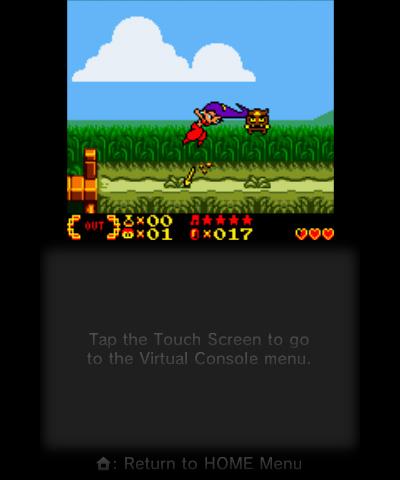 OUT ×00 ★★★★★
×01 ×017
Tap the Touch Screen to go
to the Virtual Console menu.
: Return to HOME Menu